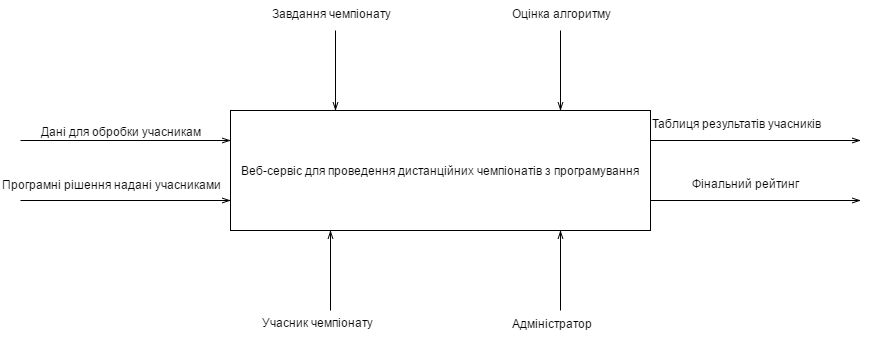 Завдання чемпіонату
Оцінка алгоритму
Дані для обробки учасникам
Таблиця результатів учасників
Веб-сервіс для проведення дистанційних чемпіонатів з програмування
Програмні рішення надані учасниками
Фінальний рейтинг
Учасник чемпіонату
Адміністратор